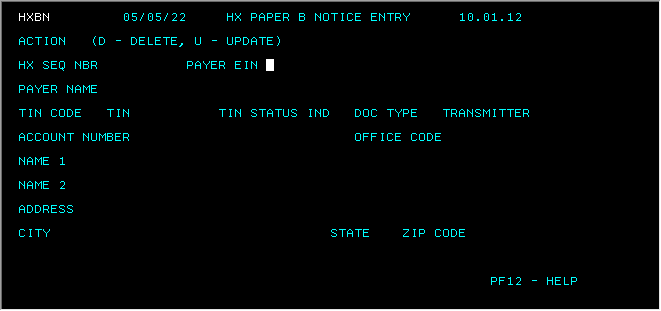 HXBN 05/05/22 HX PAPER B NOTICE ENTRY 10.01.12
ACTION (D - DELETE, U - UPDATE)
HX SEQ NBR PAYER EIN
PAYER NAME
TIN CODE TIN TIN STATUS IND DOC TYPE TRANSMITTER
ACCOUNT NUMBER OFFICE CODE
NAME 1
NAME 2
ADDRESS
CITY STATE ZIP CODE
PF12 - HELP